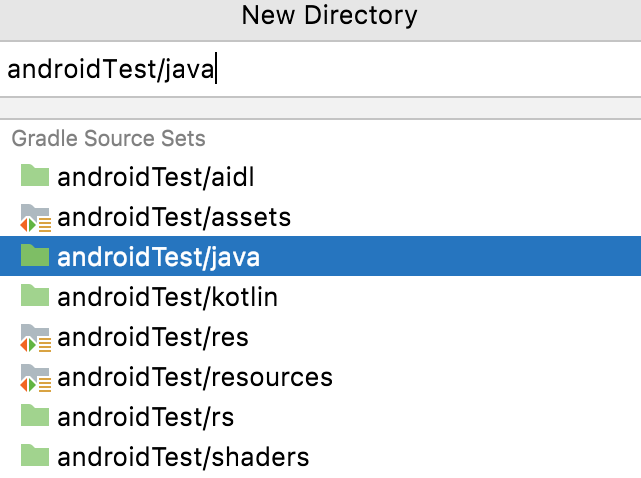 New Directory
androidTest/java
Gradle Source Sets
androidTest/aidl
androidTest/assets
androidTest/java
androidTest/kotlin
androidTest/res
androidTest/resources
androidTest/rs
androidTest/shaders